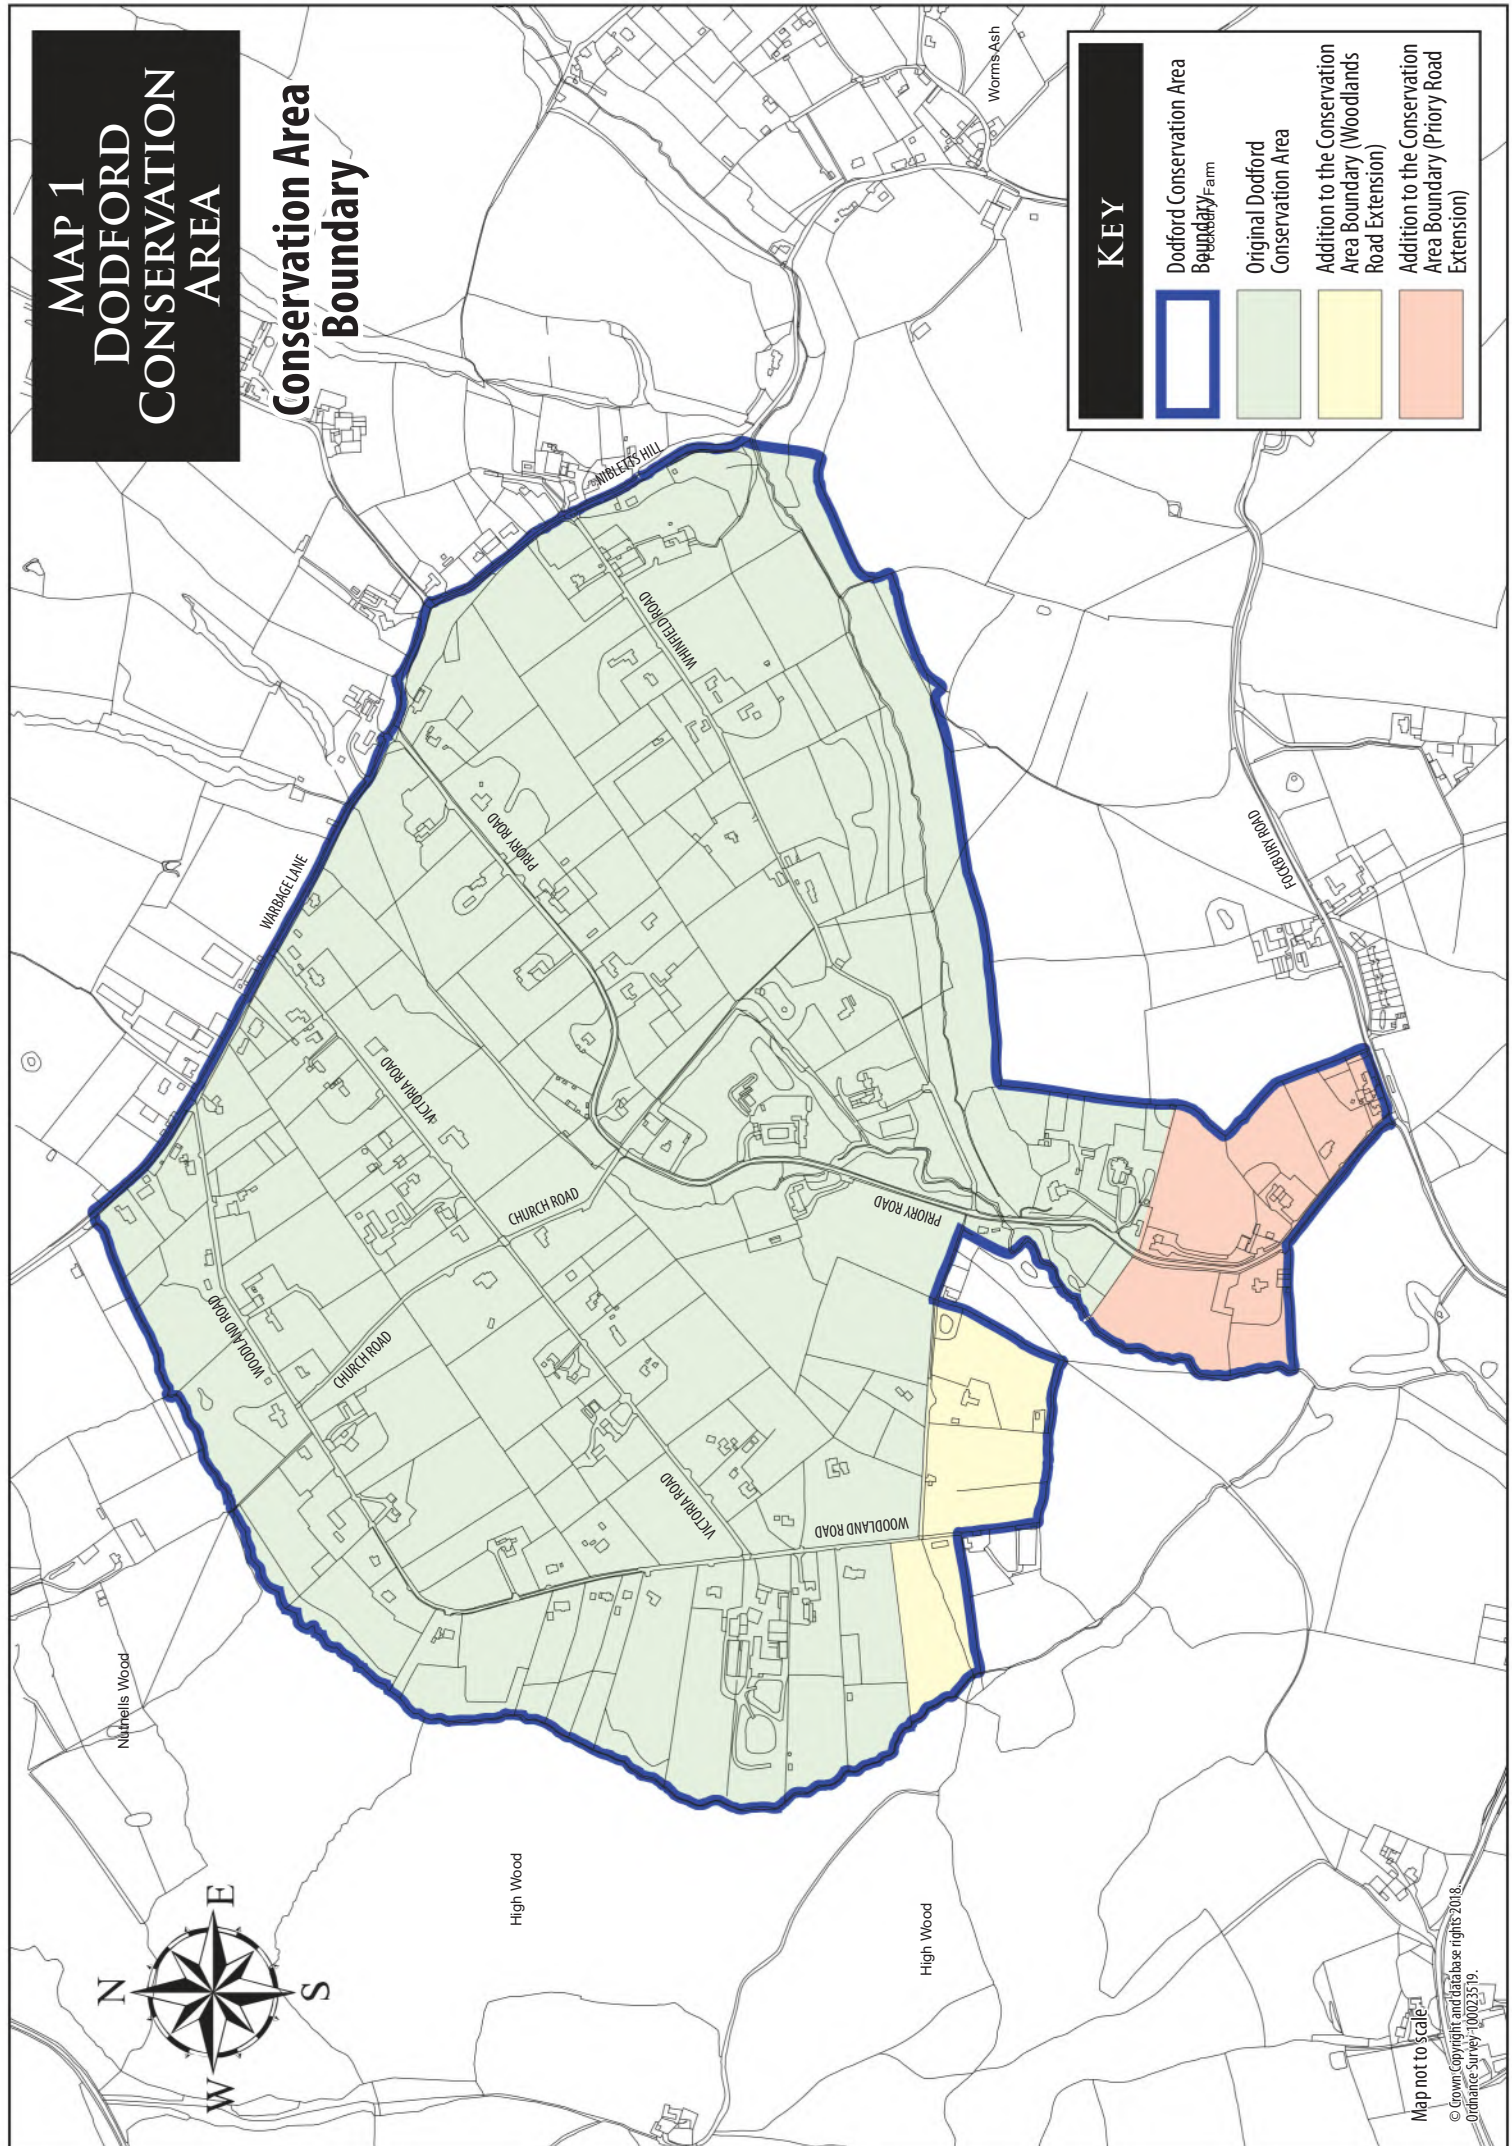 MAP 1
DODFORD
CONSERVATION
AREA
Conservation Area
Boundary
KEY
Dodford Conservation Area
Boundary
Fockbury Farm
Original Dodford
Conservation Area
Addition to the Conservation
Area Boundary (Woodlands
Road Extension)
Addition to the Conservation
Area Boundary (Priory Road
Extension)
Worms Ash
NIBLETTS HILL
WHINFIELD ROAD
PRIORY ROAD
WARBAGE LANE
VICTORIA ROAD
CHURCH ROAD
PRIORY ROAD
FOCKBURY ROAD
WOODLAND ROAD
CHURCH ROAD
VICTORIA ROAD
WOODLAND ROAD
Nutnells Wood
High Wood
High Wood
N
E
S
W
Map not to scale
© Crown Copyright and database rights 2018.
Ordnance Survey 100023519.